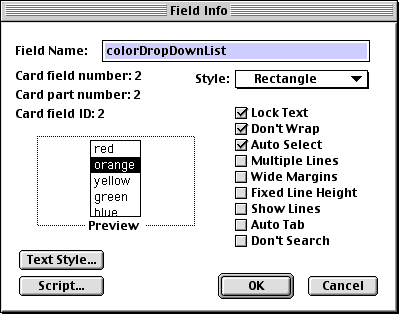 Field Info
Field Name: colorDropDownList
Card field number: 2
Card part number: 2
Card field ID: 2
Style: Rectangle
Lock Text
Don't Wrap
Auto Select
Multiple Lines
Wide Margins
Fixed Line Height
Show Lines
Auto Tab
Don't Search
red
orange
yellow
green
blue
Preview
Text Style...
Script...
OK
Cancel